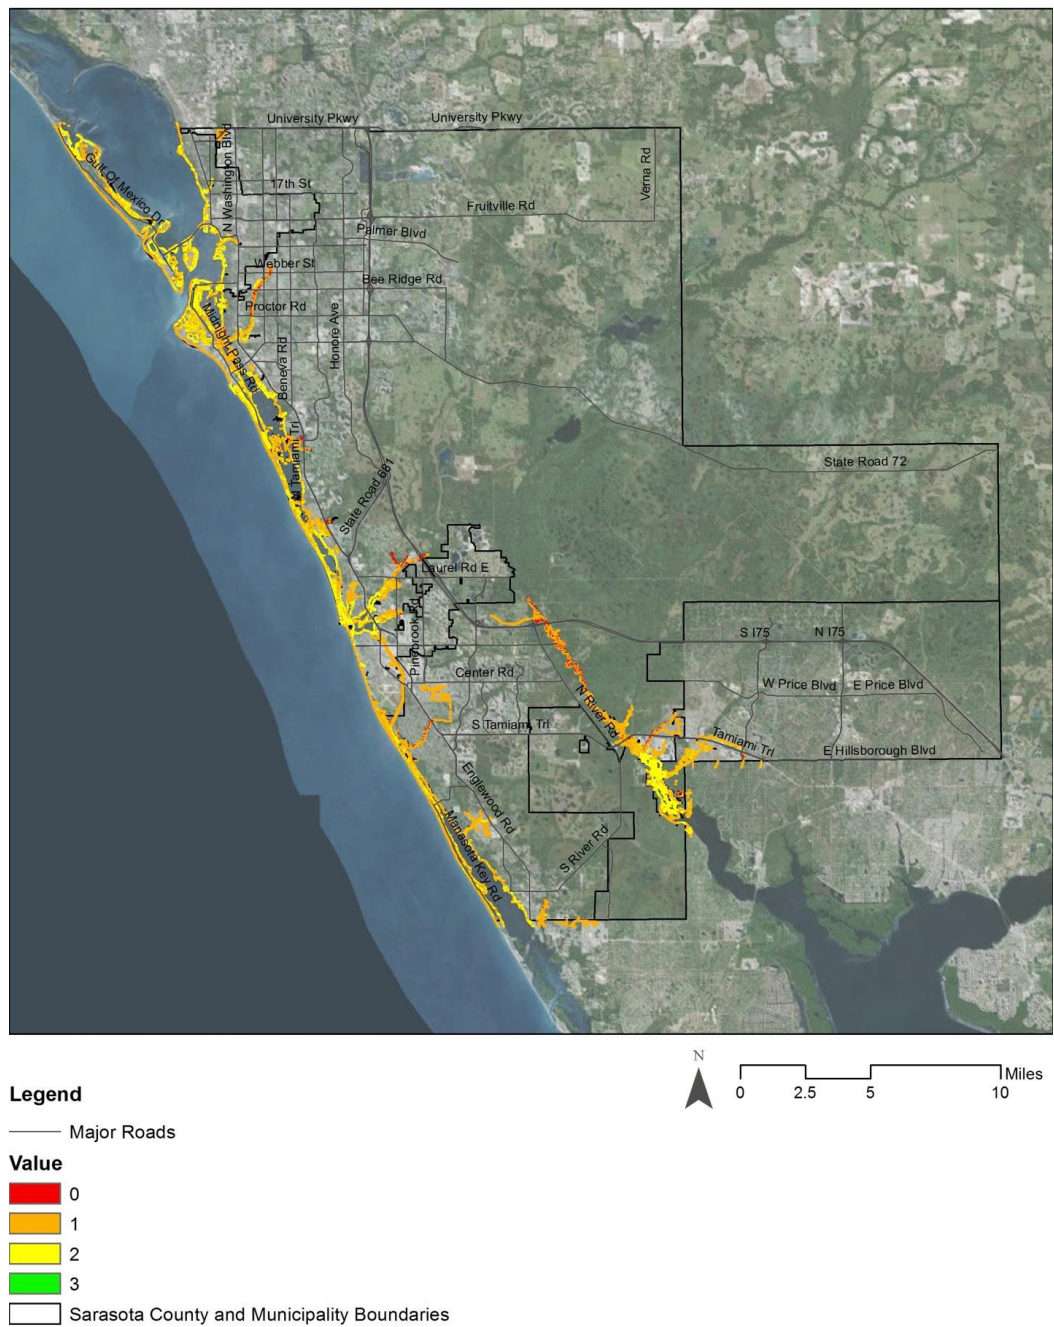 University Pkwy
University Pkwy
N Washington Blvd
Verna Rd
Gulf Of Mexico Dr
17th St
Fruitville Rd
Palmer Blvd
Webber St
Bee Ridge Rd
Proctor Rd
Midnight Pass Rd
Honore Ave
Beneva Rd
N Tamiami Trl
State Road 72
State Road 681
Laurel Rd E
Pinebrook Rd
S I75
N I75
Center Rd
W Price Blvd
E Price Blvd
N River Rd
S Tamiami Trl
Tamiami Trl
E Hillsborough Blvd
Englewood Rd
Manasota Key Rd
S River Rd
N
Miles
0 2.5 5 10
Legend
Major Roads
Value
0
1
2
3
Sarasota County and Municipality Boundaries